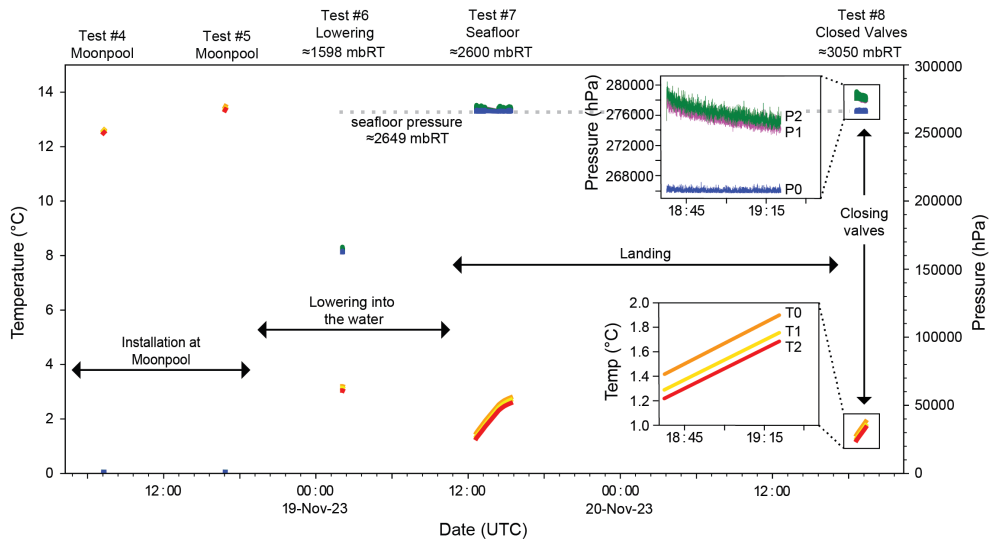 Test #4
Moonpool
Test #5
Moonpool
Test #6
Lowering
≈1598 mbRT
Test #7
Seafloor
≈2600 mbRT
Test #8
Closed Valves
≈3050 mbRT
Temperature (°C)
14
12
10
8
6
4
2
0
Pressure (hPa)
300000
250000
200000
150000
100000
50000
0
seafloor pressure
≈2649 mbRT
Pressure (hPa)
280000
276000
272000
268000
P2
P1
P0
18:45
19:15
Closing
valves
Landing
Lowering into
the water
Installation at
Moonpool
Temp (°C)
2.0
1.8
1.6
1.4
1.2
1.0
T0
T1
T2
18:45
19:15
12:00
00:00
12:00
00:00
12:00
19-Nov-23
20-Nov-23
Date (UTC)